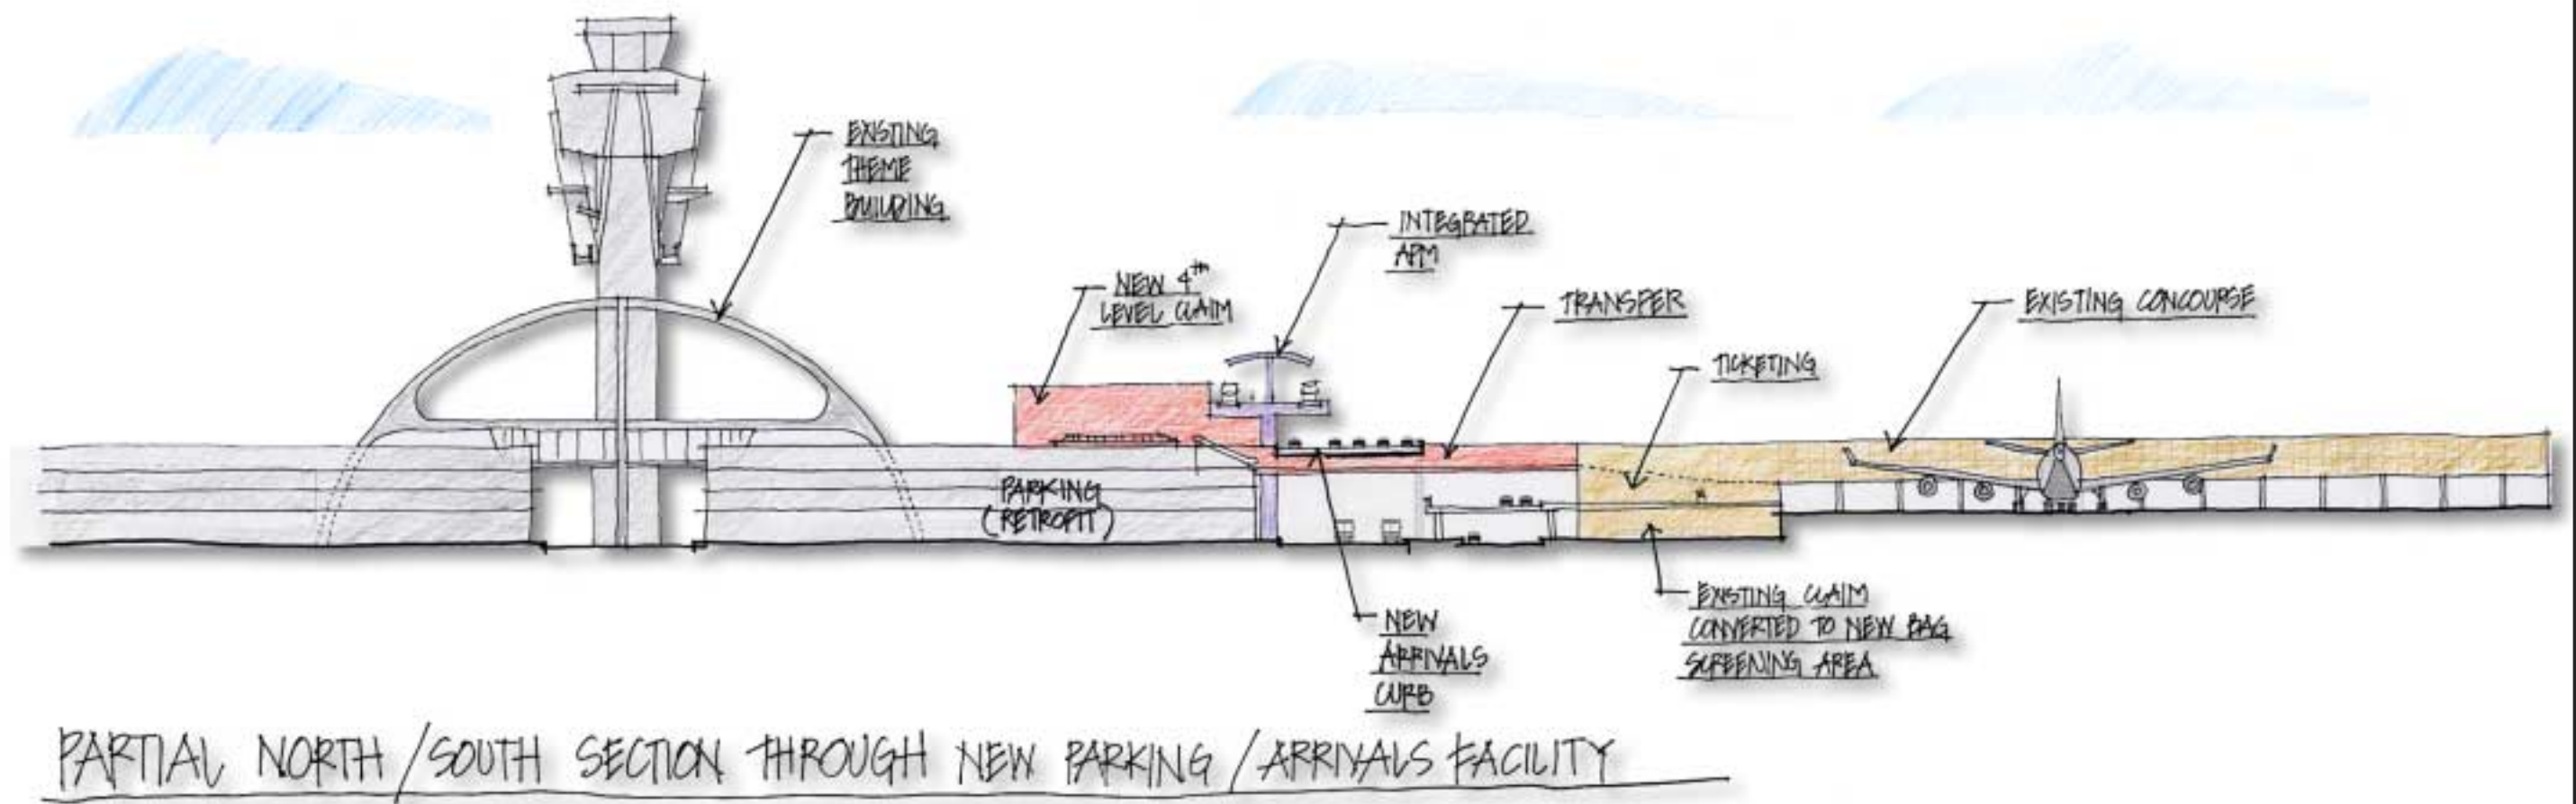 EXISTING
THEME
BUILDING
NEW 4th
LEVEL CLAIM
INTEGRATED
APM
TRANSFER
TICKETING
EXISTING CONCOURSE
PARKING
(RETROFIT)
NEW
ARRIVALS
CURB
EXISTING CLAIM
CONVERTED TO NEW BAG
SCREENING AREA
PARTIAL NORTH / SOUTH SECTION THROUGH NEW PARKING / ARRIVALS FACILITY